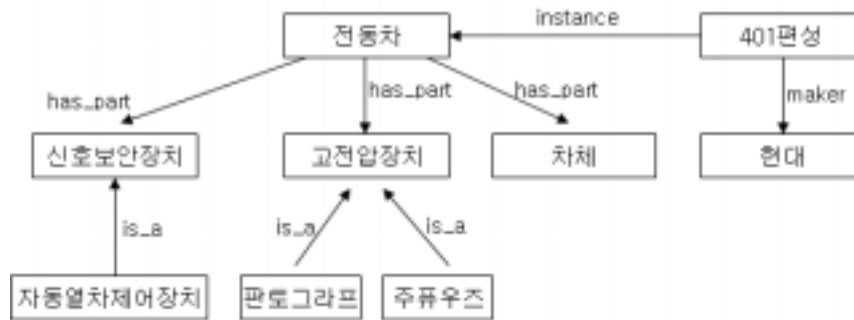 전동차
instance
401편성
has_part
has_part
has_part
maker
신호보안장치
고전압장치
차체
현대
is_a
is_a
is_a
자동열차제어장치
판토그라프
주퓨우즈